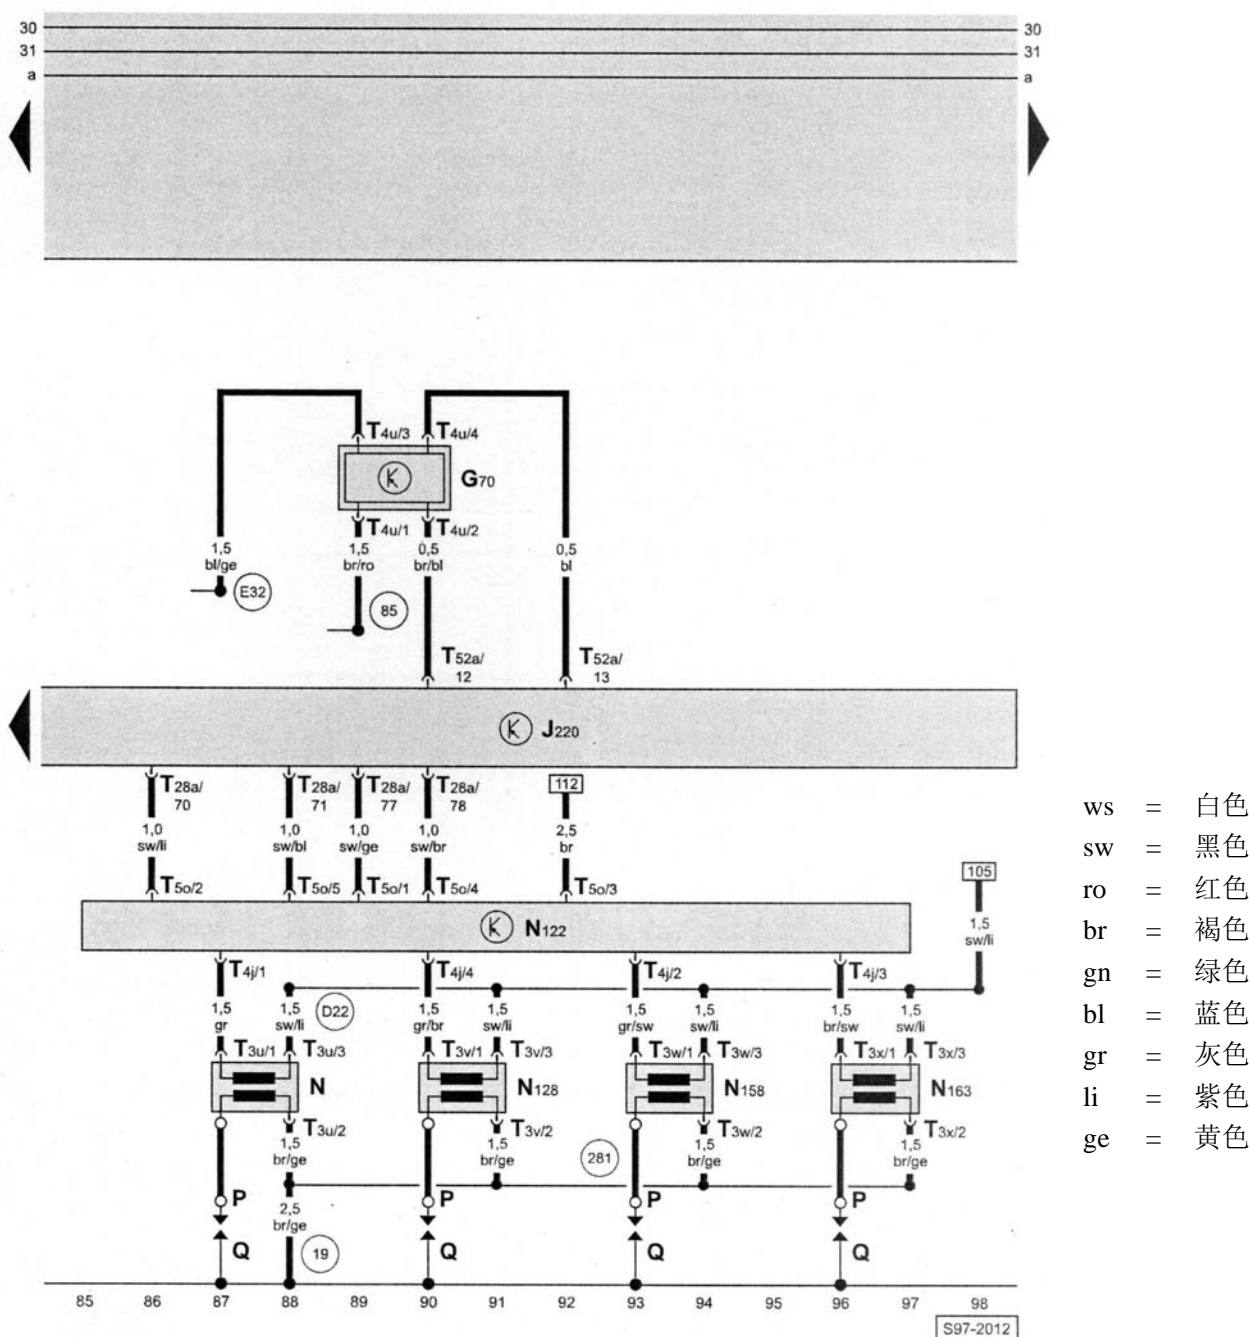 30 30
31 31
a a
T4u/3 T4u/4
G70
T4u/1 T4u/2
1,5 1,5 0,5 0,5
bl/ge br/ro br/bl bl
E32
85
T52a/ T52a/
12 13
J220
T28a/ T28a/ T28a/ T28a/ 112
70 71 77 78
1,0 1,0 1,0 1,0 2,5
sw/li sw/bl sw/ge sw/br br
105
T5o/2 T5o/5 T5o/1 T5o/4 T5o/3
1,5
sw/li
N122
T4j/1 T4j/4 T4j/2 T4j/3
1,5 1,5 D22 1,5 1,5 1,5 1,5 1,5 1,5
gr sw/li gr/br sw/li gr/sw sw/li br/sw sw/li
T3u/1 T3u/3 T3v/1 T3v/3 T3w/1 T3w/3 T3x/1 T3x/3
N N128 N158 N163
T3u/2 T3v/2 T3w/2 T3x/2
1,5 1,5 1,5 1,5
br/ge br/ge 281 br/ge br/ge
P P P P
2,5
br/ge
Q 19 Q Q Q
85 86 87 88 89 90 91 92 93 94 95 96 97 98
S97-2012
ws = 白色
sw = 黑色
ro = 红色
br = 褐色
gn = 绿色
bl = 蓝色
gr = 灰色
li = 紫色
ge = 黄色